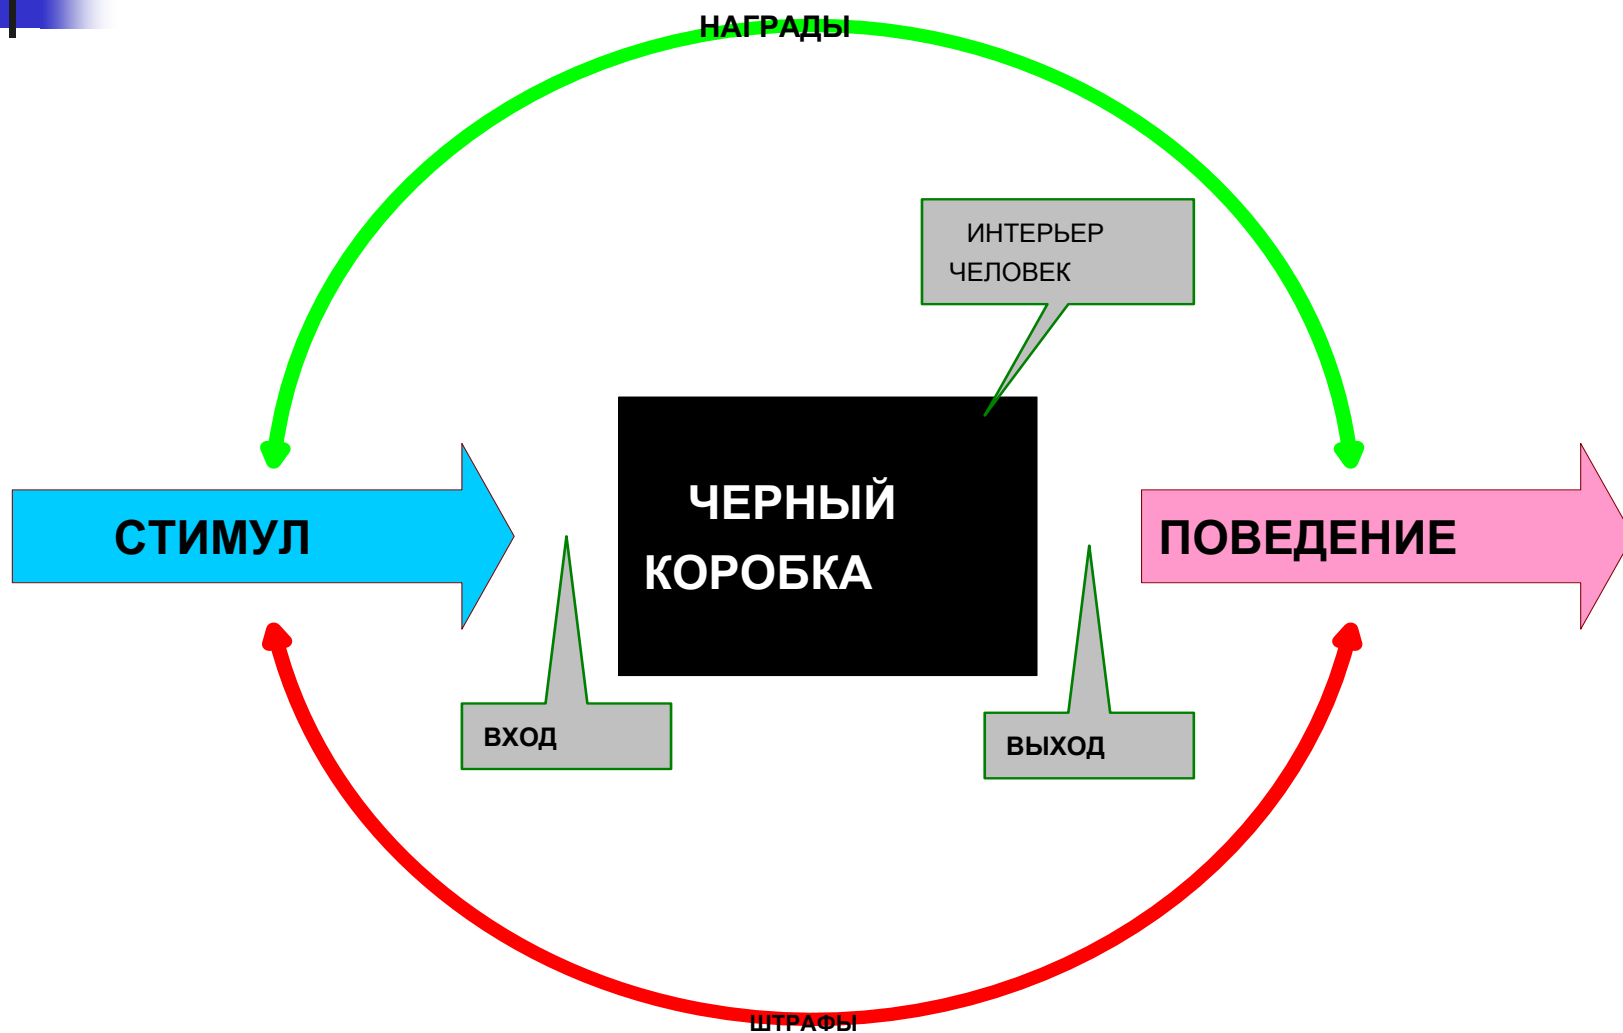 НАГРАДЫ
ИНТЕРЬЕР
ЧЕЛОВЕК
ЧЕРНЫЙ
КОРОБКА
СТИМУЛ
ПОВЕДЕНИЕ
ВХОД
ВЫХОД
ШТРАФЫ